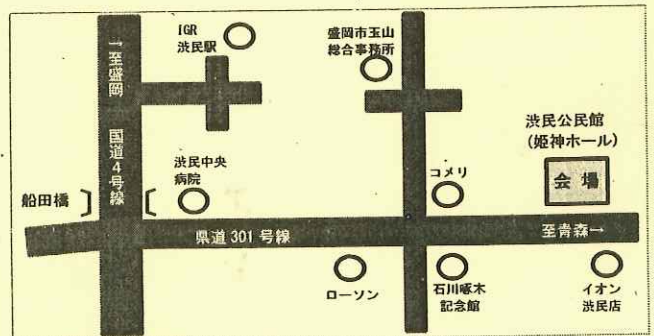 IGR
渋民駅
盛岡市玉山
総合事務所
↑至盛岡
国道4号線
渋民公民館
(姫神ホール)
会場
渋民中央
病院
コメリ
船田橋
県道301号線
至青森→
ローソン
石川啄木
記念館
イオン
渋民店